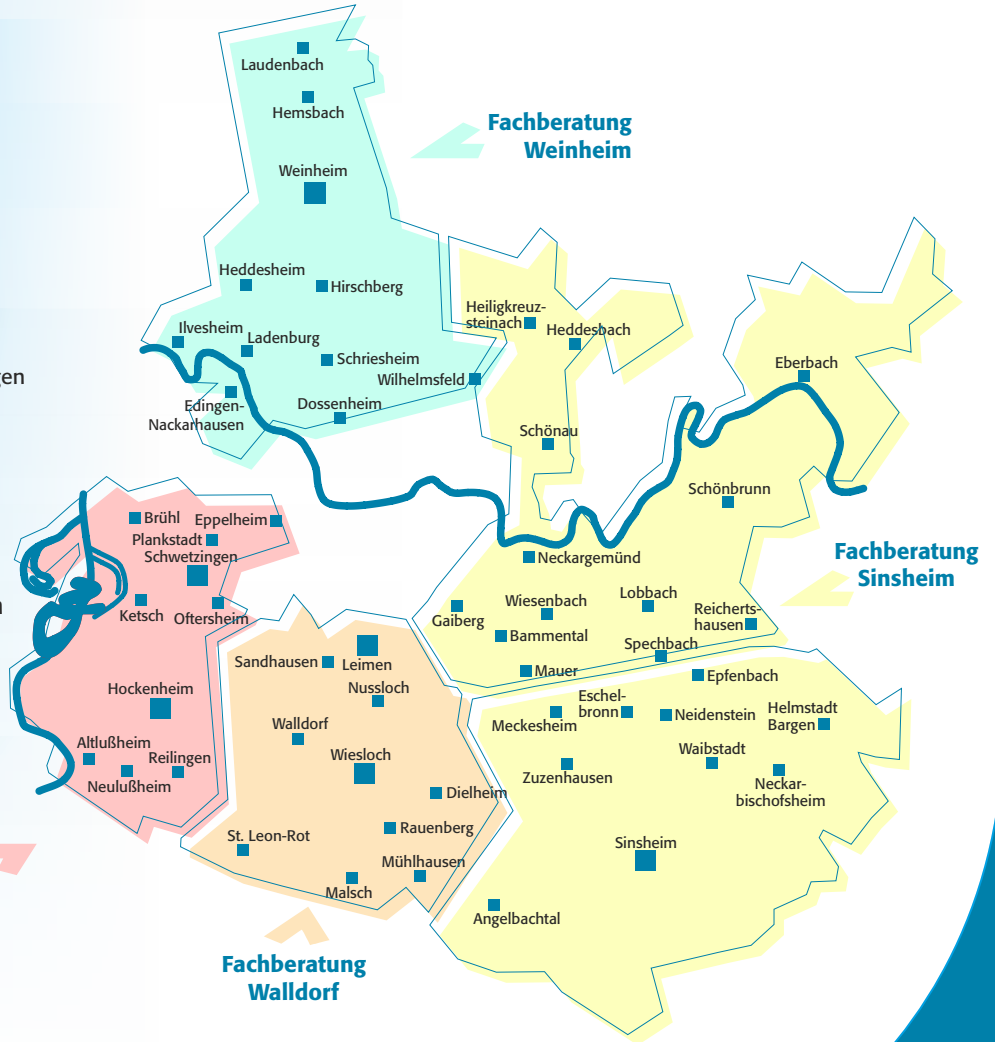 Laudenbach
Hemsbach
Fachberatung
Weinheim
Weinheim
Heddesheim
Hirschberg
Heiligkreuz-
steinach
Heddesbach
Ilvesheim
Ladenburg
Schriesheim
Wilhelmsfeld
Eberbach
gen
Edingen-
Nackarhausen
Dossenheim
Schönau
Schönbrunn
Brühl
Eppelheim
Plankstadt
Schwetzingen
Neckargemünd
Fachberatung
Sinsheim
Ketsch
Oftersheim
Gaiberg
Wiesenbach
Lobbach
Reicherts-
hausen
Bammental
Spechbach
Sandhausen
Leimen
Mauer
Epfenbach
Hockenheim
Nussloch
Eschel-
bronn
Meckesheim
Neidenstein
Helmstadt
Bargen
Walldorf
Altlußheim
Reilingen
Neulußheim
Wiesloch
Zuzenhausen
Waibstadt
Neckar-
bischofsheim
Dielheim
St. Leon-Rot
Rauenberg
Sinsheim
Mühlhausen
Malsch
Angelbachtal
Fachberatung
Walldorf